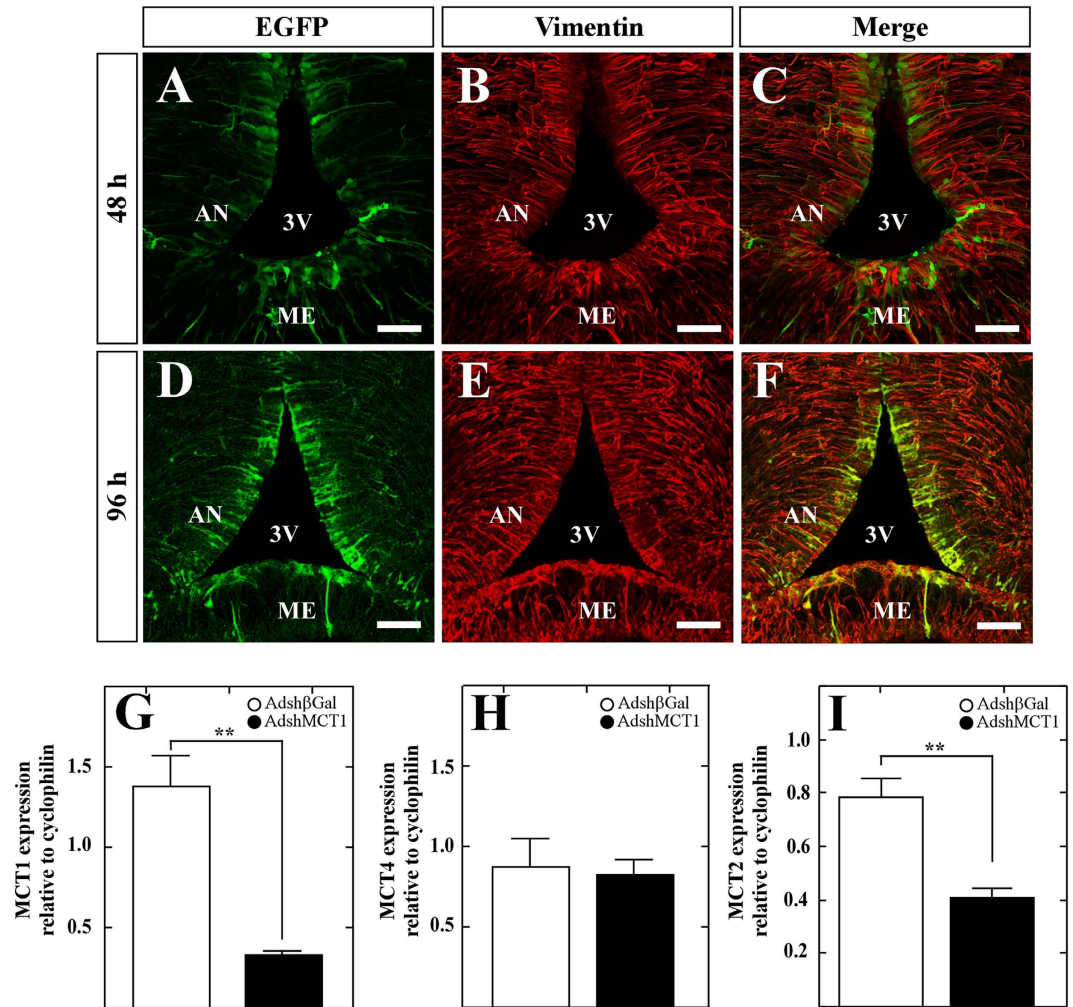 EGFP
Vimentin
Merge
48 h
A
AN
3V
ME
B
3V
ME
C
AN
3V
ME
96 h
D
AN
3V
ME
E
AN
3V
ME
F
AN
3V
ME
G
AdshβGal
AdshMCT1
**
MCT1 expression
relative to cyclophilin
1.5
1.0
0.5
H
AdshβGal
AdshMCT1
MCT4 expression
relative to cyclophilin
1.5
1.0
0.5
I
AdshβGal
AdshMCT1
**
MCT2 expression
relative to cyclophilin
1.0
0.8
0.6
0.4
0.2